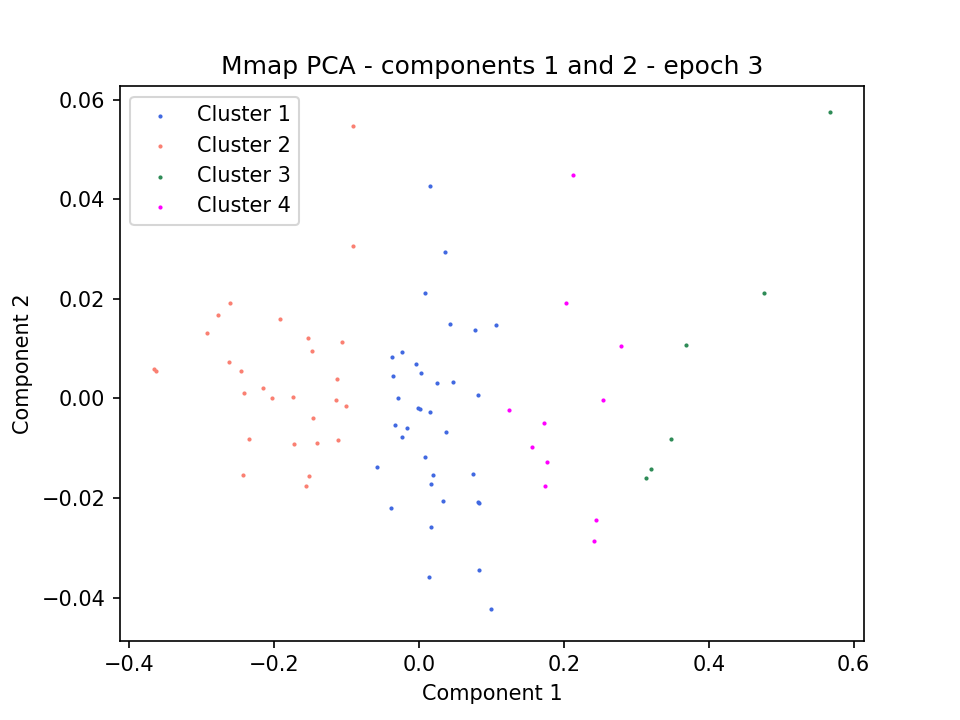 Mmap PCA - components 1 and 2 - epoch 3
Cluster 1
Cluster 2
Cluster 3
Cluster 4
0.06
0.04
0.02
0.00
−0.02
−0.04
Component 2
−0.4
−0.2
0.0
0.2
0.4
0.6
Component 1